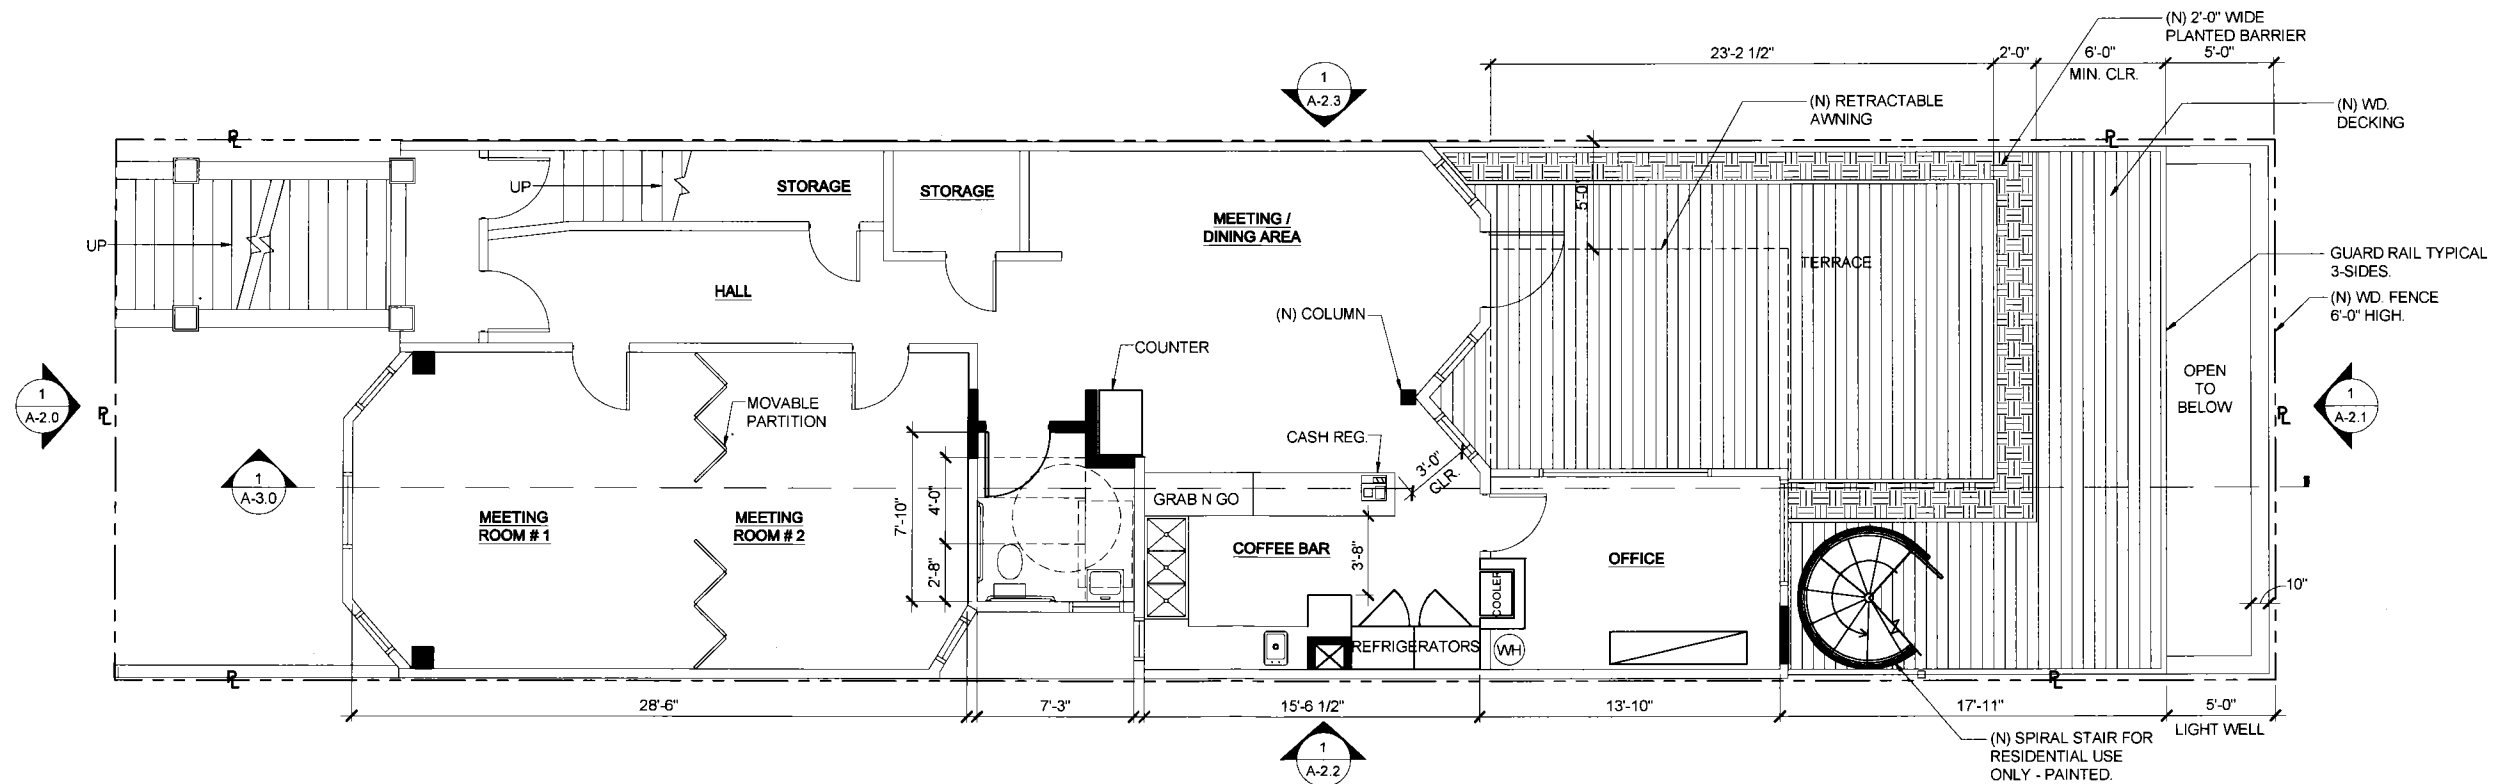 (N) 2'-0" WIDE
PLANTED BARRIER
23'-2 1/2"
2'-0"
6'-0"
MIN. CLR.
5'-0"
1
A-2.3
(N) RETRACTABLE
AWNING
(N) WD.
DECKING
PL
PL
UP
STORAGE
STORAGE
5'-0"
MEETING /
DINING AREA
UP
TERRACE
GUARD RAIL TYPICAL
3-SIDES.
HALL
(N) COLUMN
(N) WD. FENCE
6'-0" HIGH.
COUNTER
OPEN
TO
BELOW
1
A-2.0
PL
MOVABLE
PARTITION
1
A-2.1
PL
CASH REG.
3'-0"
CLR.
1
A-3.0
GRAB N GO
7'-10"
4'-0"
2'-8"
MEETING
ROOM # 1
MEETING
ROOM # 2
COFFEE BAR
3'-8"
OFFICE
COOLER
10"
REFRIGERATORS
WH
PL
PL
28'-6"
7'-3"
15'-6 1/2"
13'-10"
17'-11"
5'-0"
LIGHT WELL
1
A-2.2
(N) SPIRAL STAIR FOR
RESIDENTIAL USE
ONLY - PAINTED.